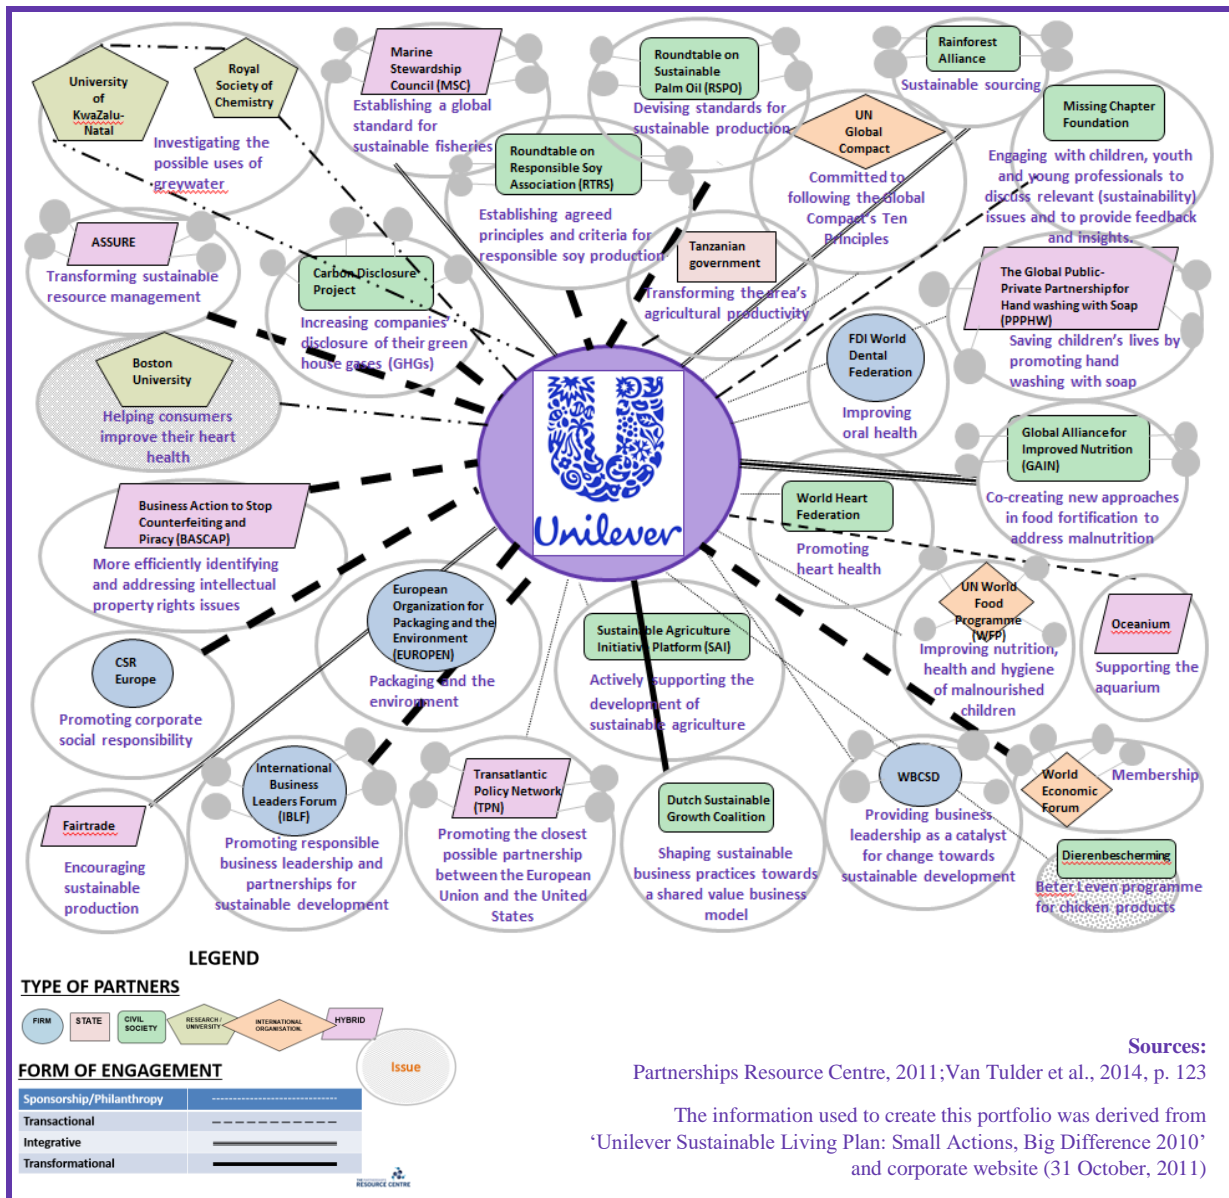 University
of
KwaZalu-
Natal
Royal
Society of
Chemistry
Investigating the
possible uses of
greywater
Marine
Stewardship
Council (MSC)
Establishing a global
standard for
sustainable fisheries
Roundtable on
Sustainable
Palm Oil (RSPO)
Devising standards for
sustainable production
Rainforest
Alliance
Sustainable sourcing
Missing Chapter
Foundation
Engaging with children, youth
and young professionals to
discuss relevant (sustainability)
issues and to provide feedback
and insights.
UN
Global
Compact
Committed to
following the Global
Compact's Ten
Principles
Roundtable on
Responsible Soy
Association (RTRS)
Establishing agreed
principles and criteria for
responsible soy production
ASSURE
Transforming sustainable
resource management
Carbon Disclosure
Project
Increasing companies'
disclosure of their green
house gases (GHGs)
Tanzanian
government
Transforming the area's
agricultural productivity
The Global Public-
Private Partnership for
Hand washing with Soap
(PPPHW)
Saving children's lives by
promoting hand
washing with soap
FDI World
Dental
Federation
Improving
oral health
Boston
University
Helping consumers
improve their heart
health
Unilever
Global Alliance for
Improved Nutrition
(GAIN)
Co-creating new approaches
in food fortification to
address malnutrition
Business Action to Stop
Counterfeiting and
Piracy (BASCAP)
More efficiently identifying
and addressing intellectual
property rights issues
World Heart
Federation
Promoting
heart health
European
Organization for
Packaging and the
Environment
(EUROPEN)
Packaging and the
environment
Sustainable Agriculture
Initiative Platform (SAI)
Actively supporting the
development of
sustainable agriculture
UN World
Food
Programme
(WFP)
Improving nutrition,
health and hygiene
of malnourished
children
Oceanium
Supporting the
aquarium
CSR
Europe
Promoting corporate
social responsibility
International
Business
Leaders Forum
(IBLF)
Promoting responsible
business leadership and
partnerships for
sustainable development
Transatlantic
Policy Network
(TPN)
Promoting the closest
possible partnership
between the European
Union and the United
States
Dutch Sustainable
Growth Coalition
Shaping sustainable
business practices towards
a shared value business
model
WBCSD
Providing business
leadership as a catalyst
for change towards
sustainable development
World
Economic
Forum
Membership
Dierenbescherming
Beter Leven programme
for chicken products
Fairtrade
Encouraging
sustainable
production
LEGEND
TYPE OF PARTNERS
FIRM
STATE
CIVIL
SOCIETY
RESEARCH /
UNIVERSITY
INTERNATIONAL
ORGANISATION.
HYBRID
Issue
FORM OF ENGAGEMENT
Sponsorship/Philanthropy
Transactional
Integrative
Transformational
RESOURCE CENTRE
Sources:
Partnerships Resource Centre, 2011;Van Tulder et al., 2014, p. 123
The information used to create this portfolio was derived from
‘Unilever Sustainable Living Plan: Small Actions, Big Difference 2010’
and corporate website (31 October, 2011)